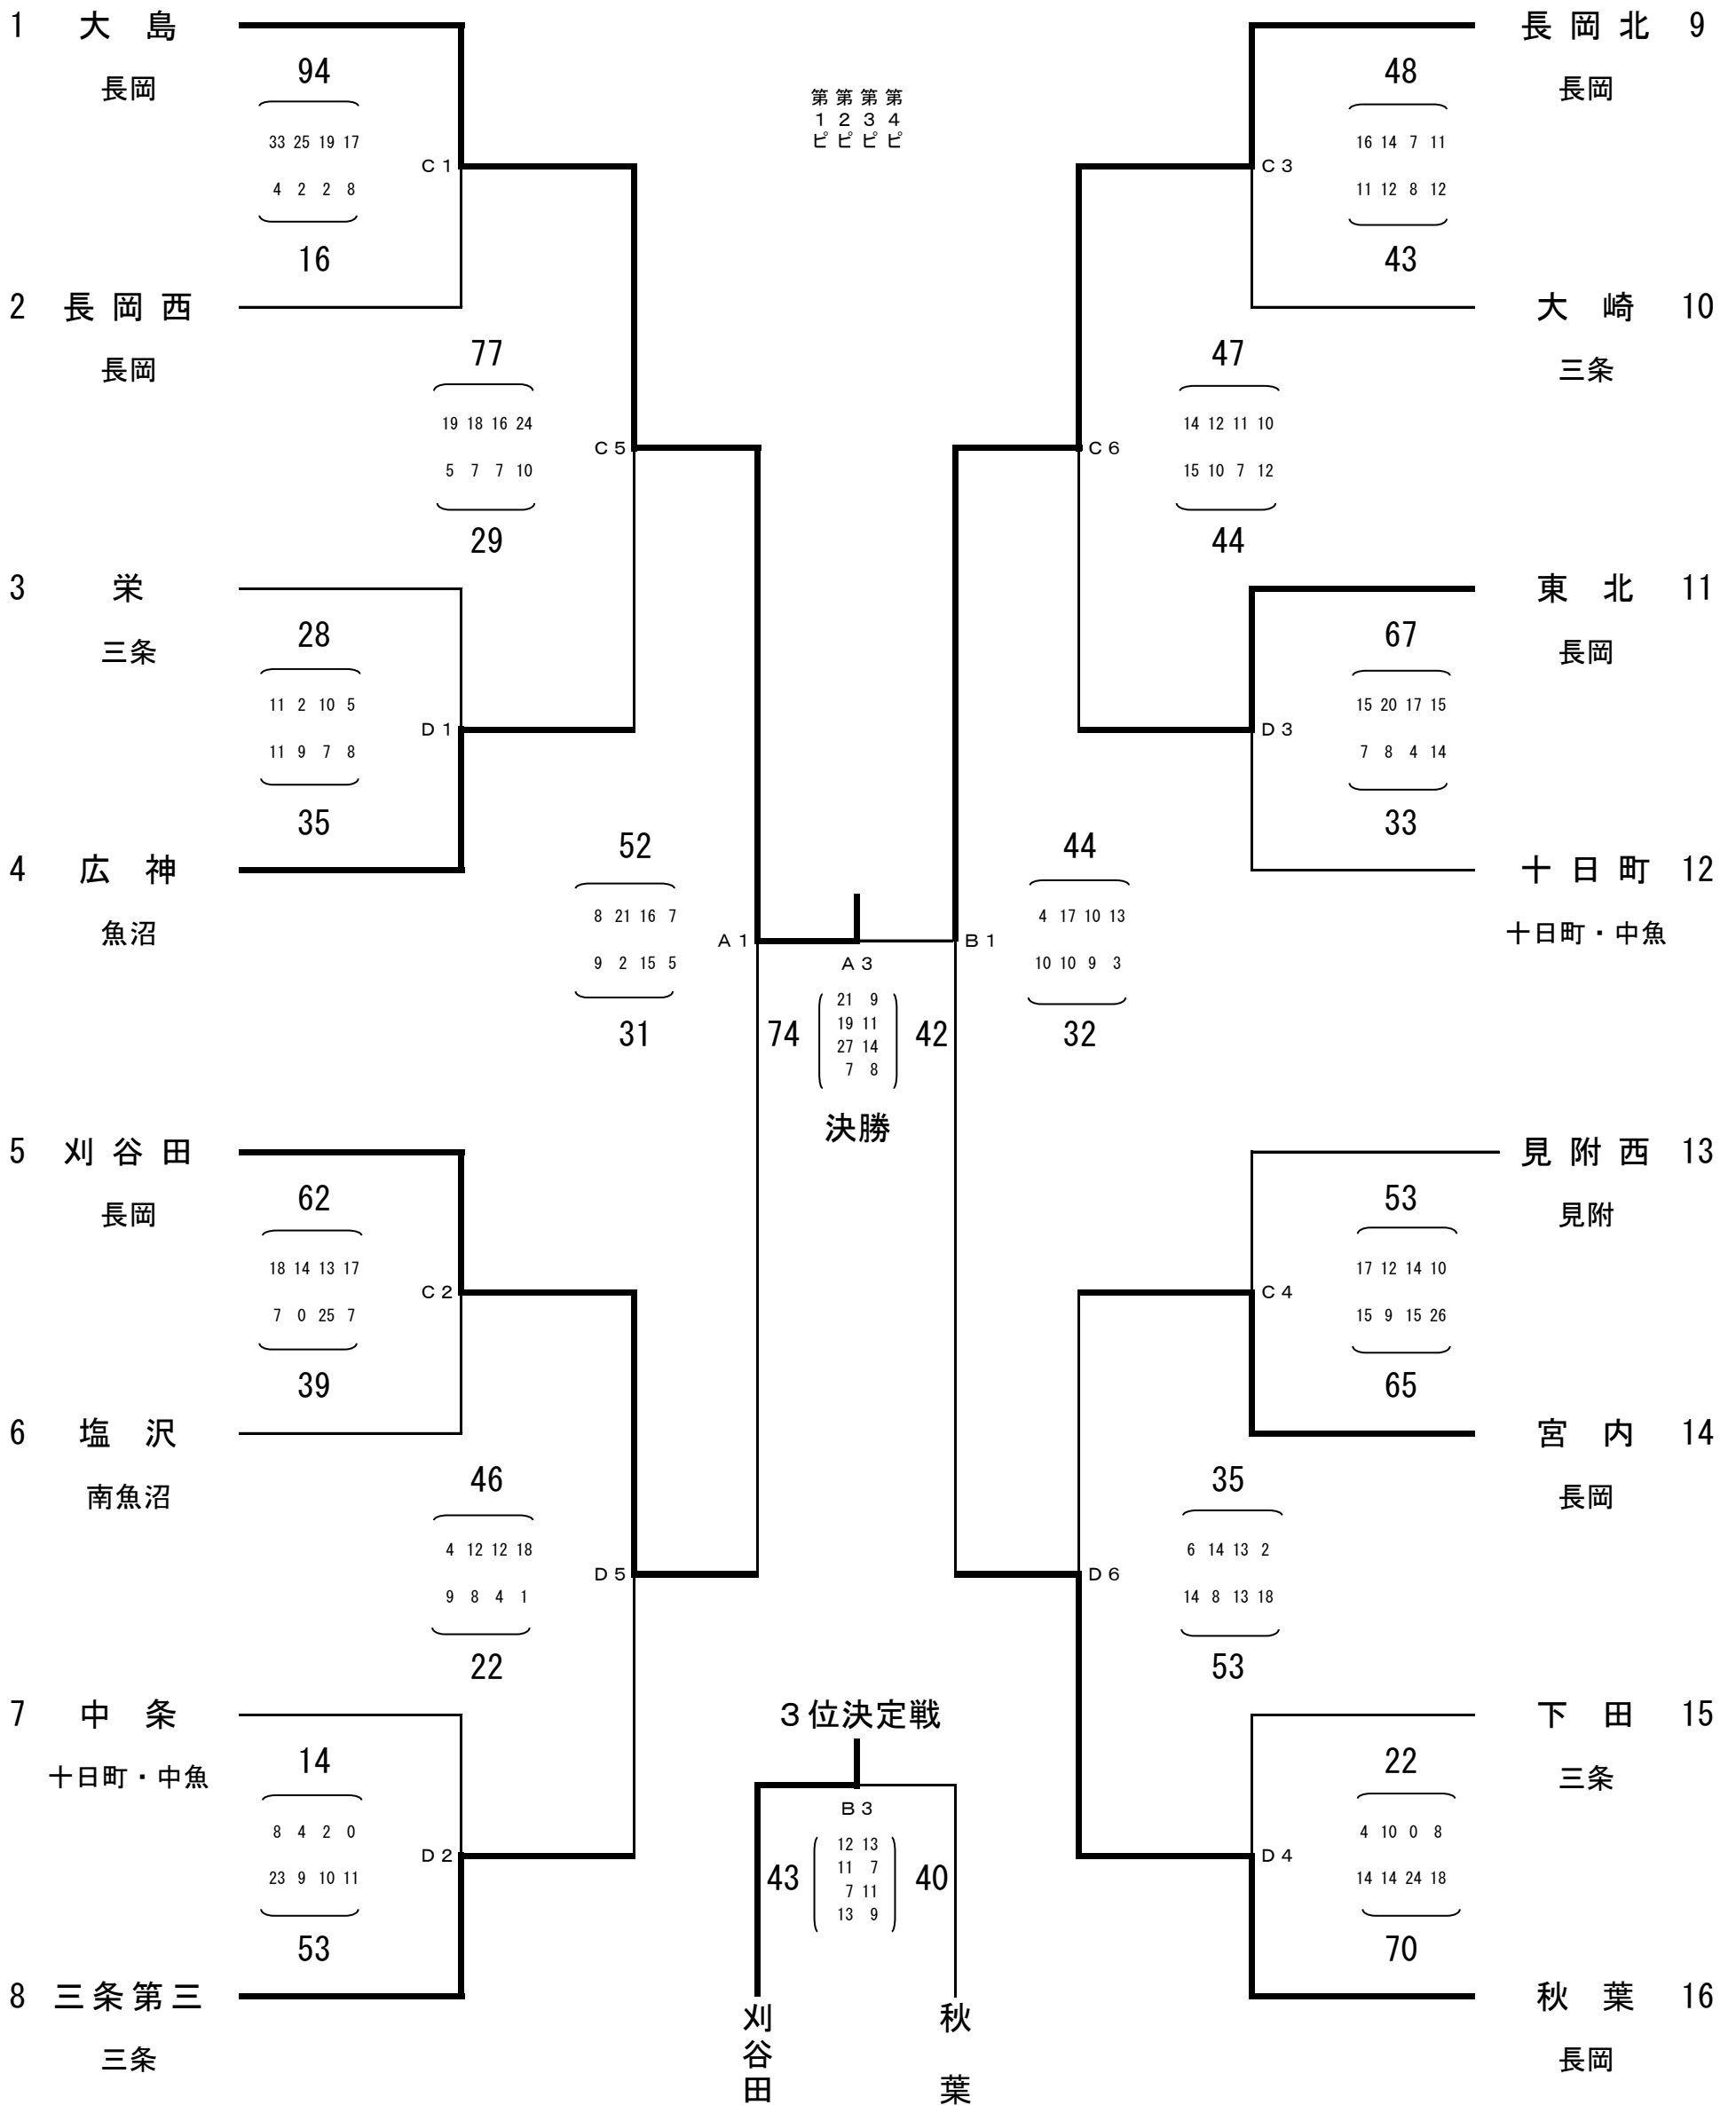 1 大 島 長 岡 北 9
94 48
長岡 長岡
第 第 第 第
1 2 3 4
ピ ピ ピ ピ
33 25 19 17 16 14 7 11
C1 C3
4 2 2 8 11 12 8 12
16 43
2 長 岡 西 大 崎 10
77 47
長岡 三条
19 18 16 24 14 12 11 10
C5 C6
5 7 7 10 15 10 7 12
29 44
3 栄 東 北 11
28 67
三条 長岡
11 2 10 5 15 20 17 15
D1 D3
11 9 7 8 7 8 4 14
35 33
52 44
4 広 神 十 日 町 12
8 21 16 7 4 17 10 13
魚沼 十日町・中魚
A1 B1
9 2 15 5 A3 10 10 9 3
21 9
19 11
31 74 42 32
27 14
7 8
決勝
5 刈 谷 田 見 附 西 13
62 53
長岡 見附
18 14 13 17 17 12 14 10
C2 C4
7 0 25 7 15 9 15 26
39 65
6 塩 沢 宮 内 14
46 35
南魚沼 長岡
4 12 12 18 6 14 13 2
D5 D6
9 8 4 1 14 8 13 18
22 53
7 中 条 3位決定戦 下 田 15
14 22
十日町・中魚 三条
B3
8 4 2 0 4 10 0 8
12 13
D2 D4
11 7
23 9 10 11 43 40 14 14 24 18
7 11
13 9
53 70
8 三条第三 秋 葉 16
刈谷田 秋葉
三条 長岡